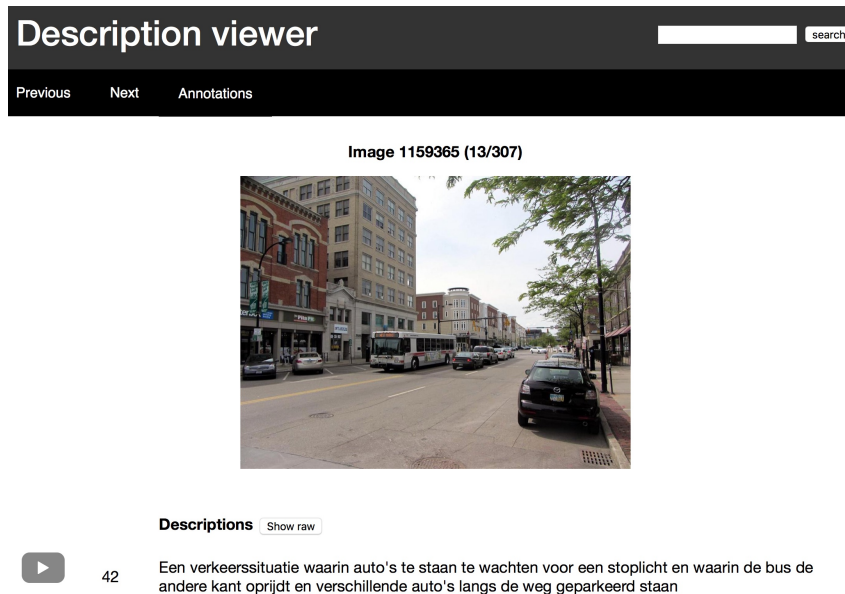 Description viewer
search
Previous
Next
Annotations
Image 1159365 (13/307)
Descriptions
Show raw
42
Een verkeerssituatie waarin auto's te staan te wachten voor een stoplicht en waarin de bus de
andere kant oprijdt en verschillende auto's langs de weg geparkeerd staan